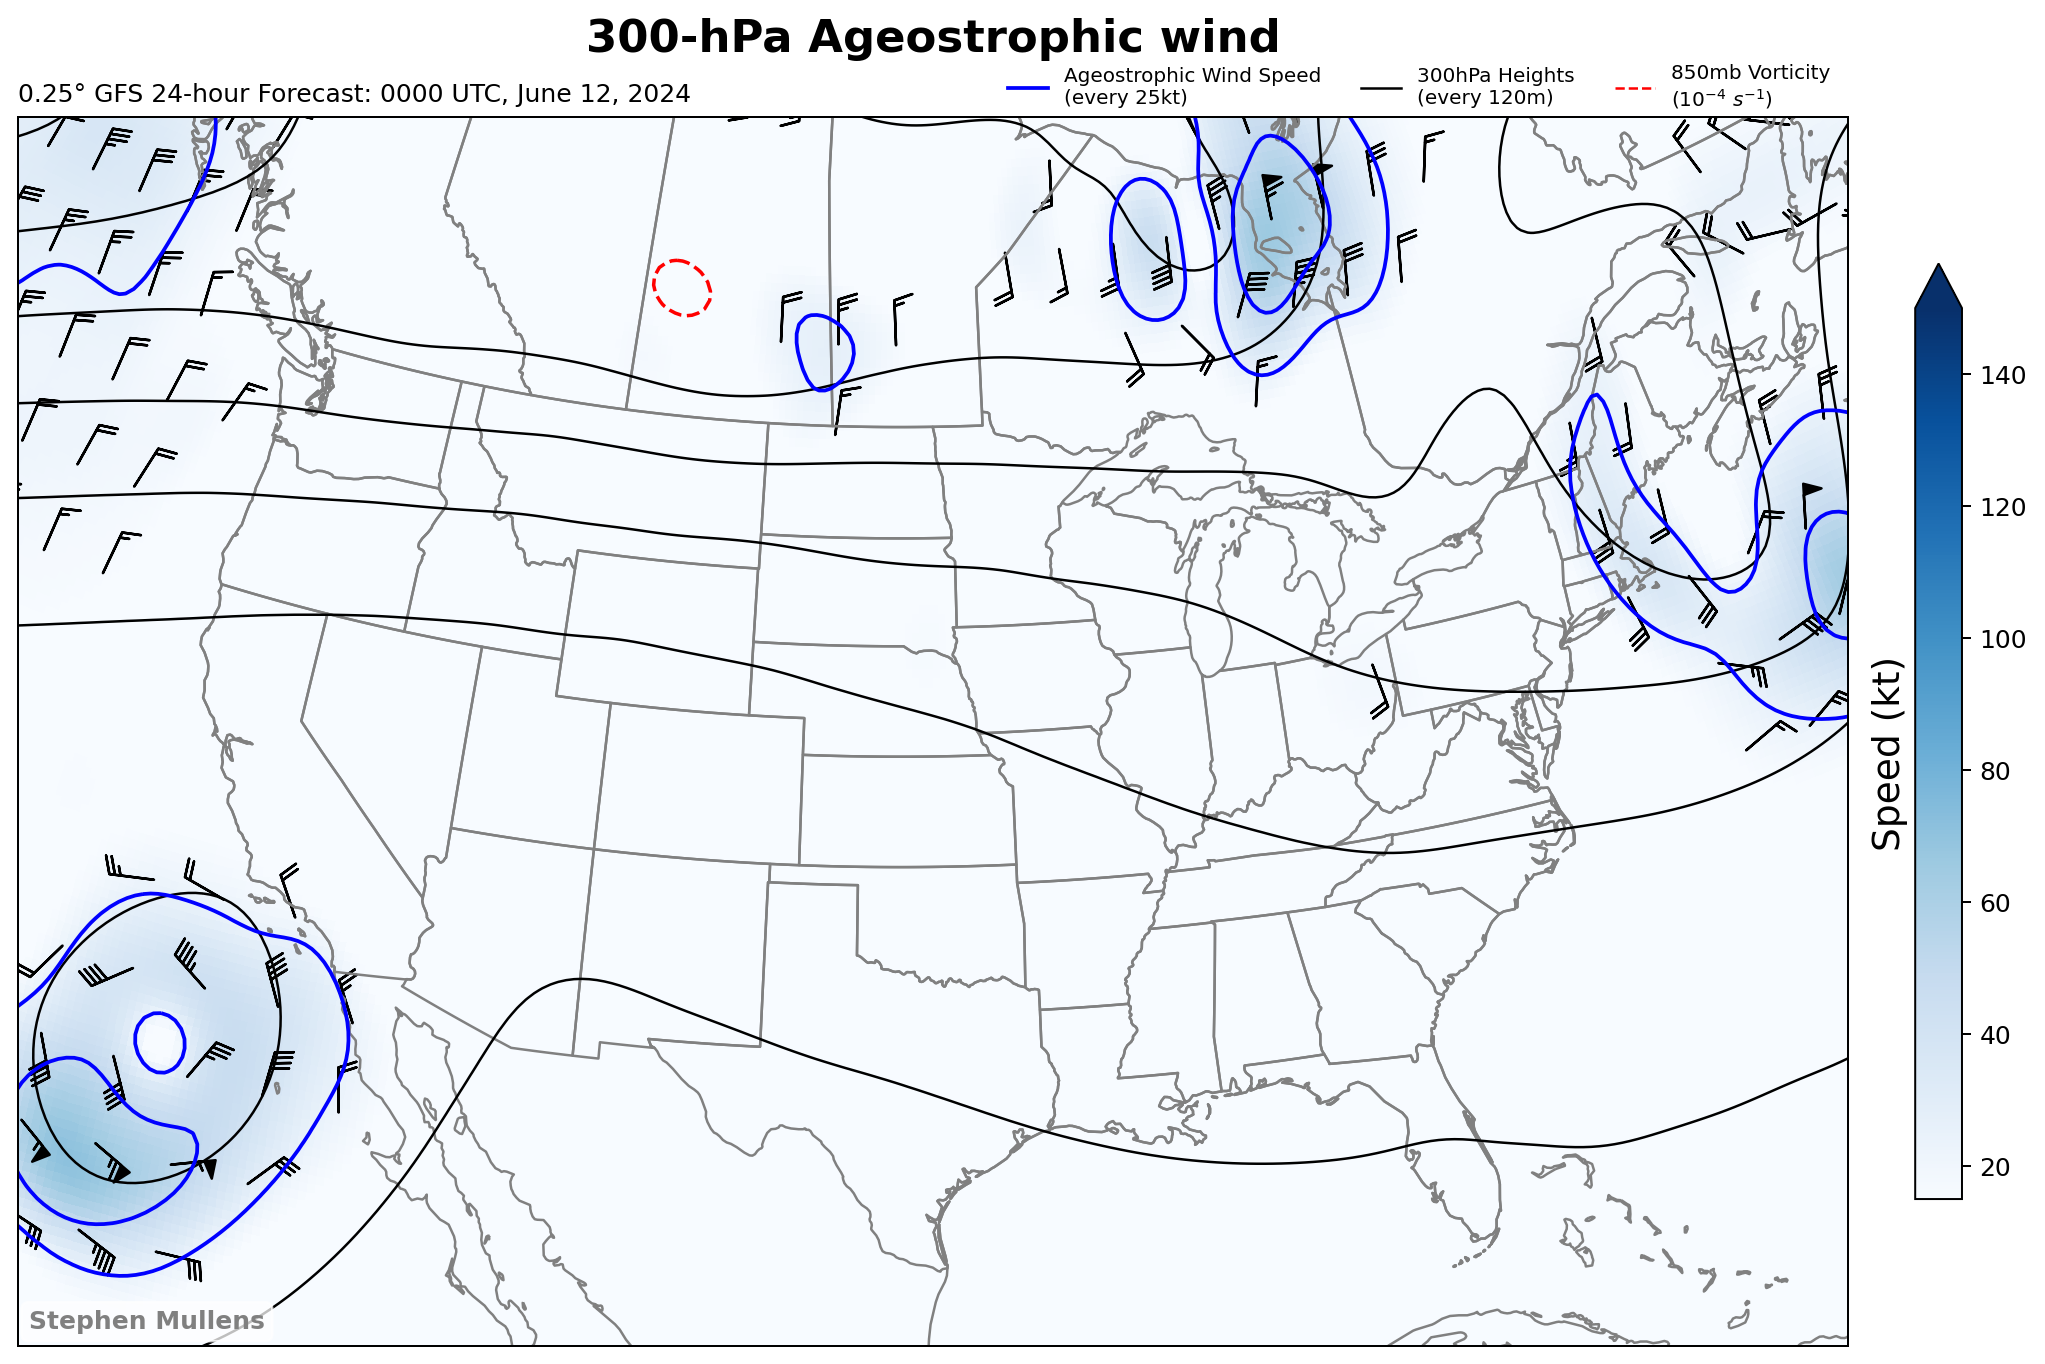 300-hPa Ageostrophic wind
0.25° GFS 24-hour Forecast: 0000 UTC, June 12, 2024
Ageostrophic Wind Speed
(every 25kt)
300hPa Heights
(every 120m)
850mb Vorticity
(10⁻⁴ s⁻¹)
140
120
100
80
60
40
20
Speed (kt)
Stephen Mullens